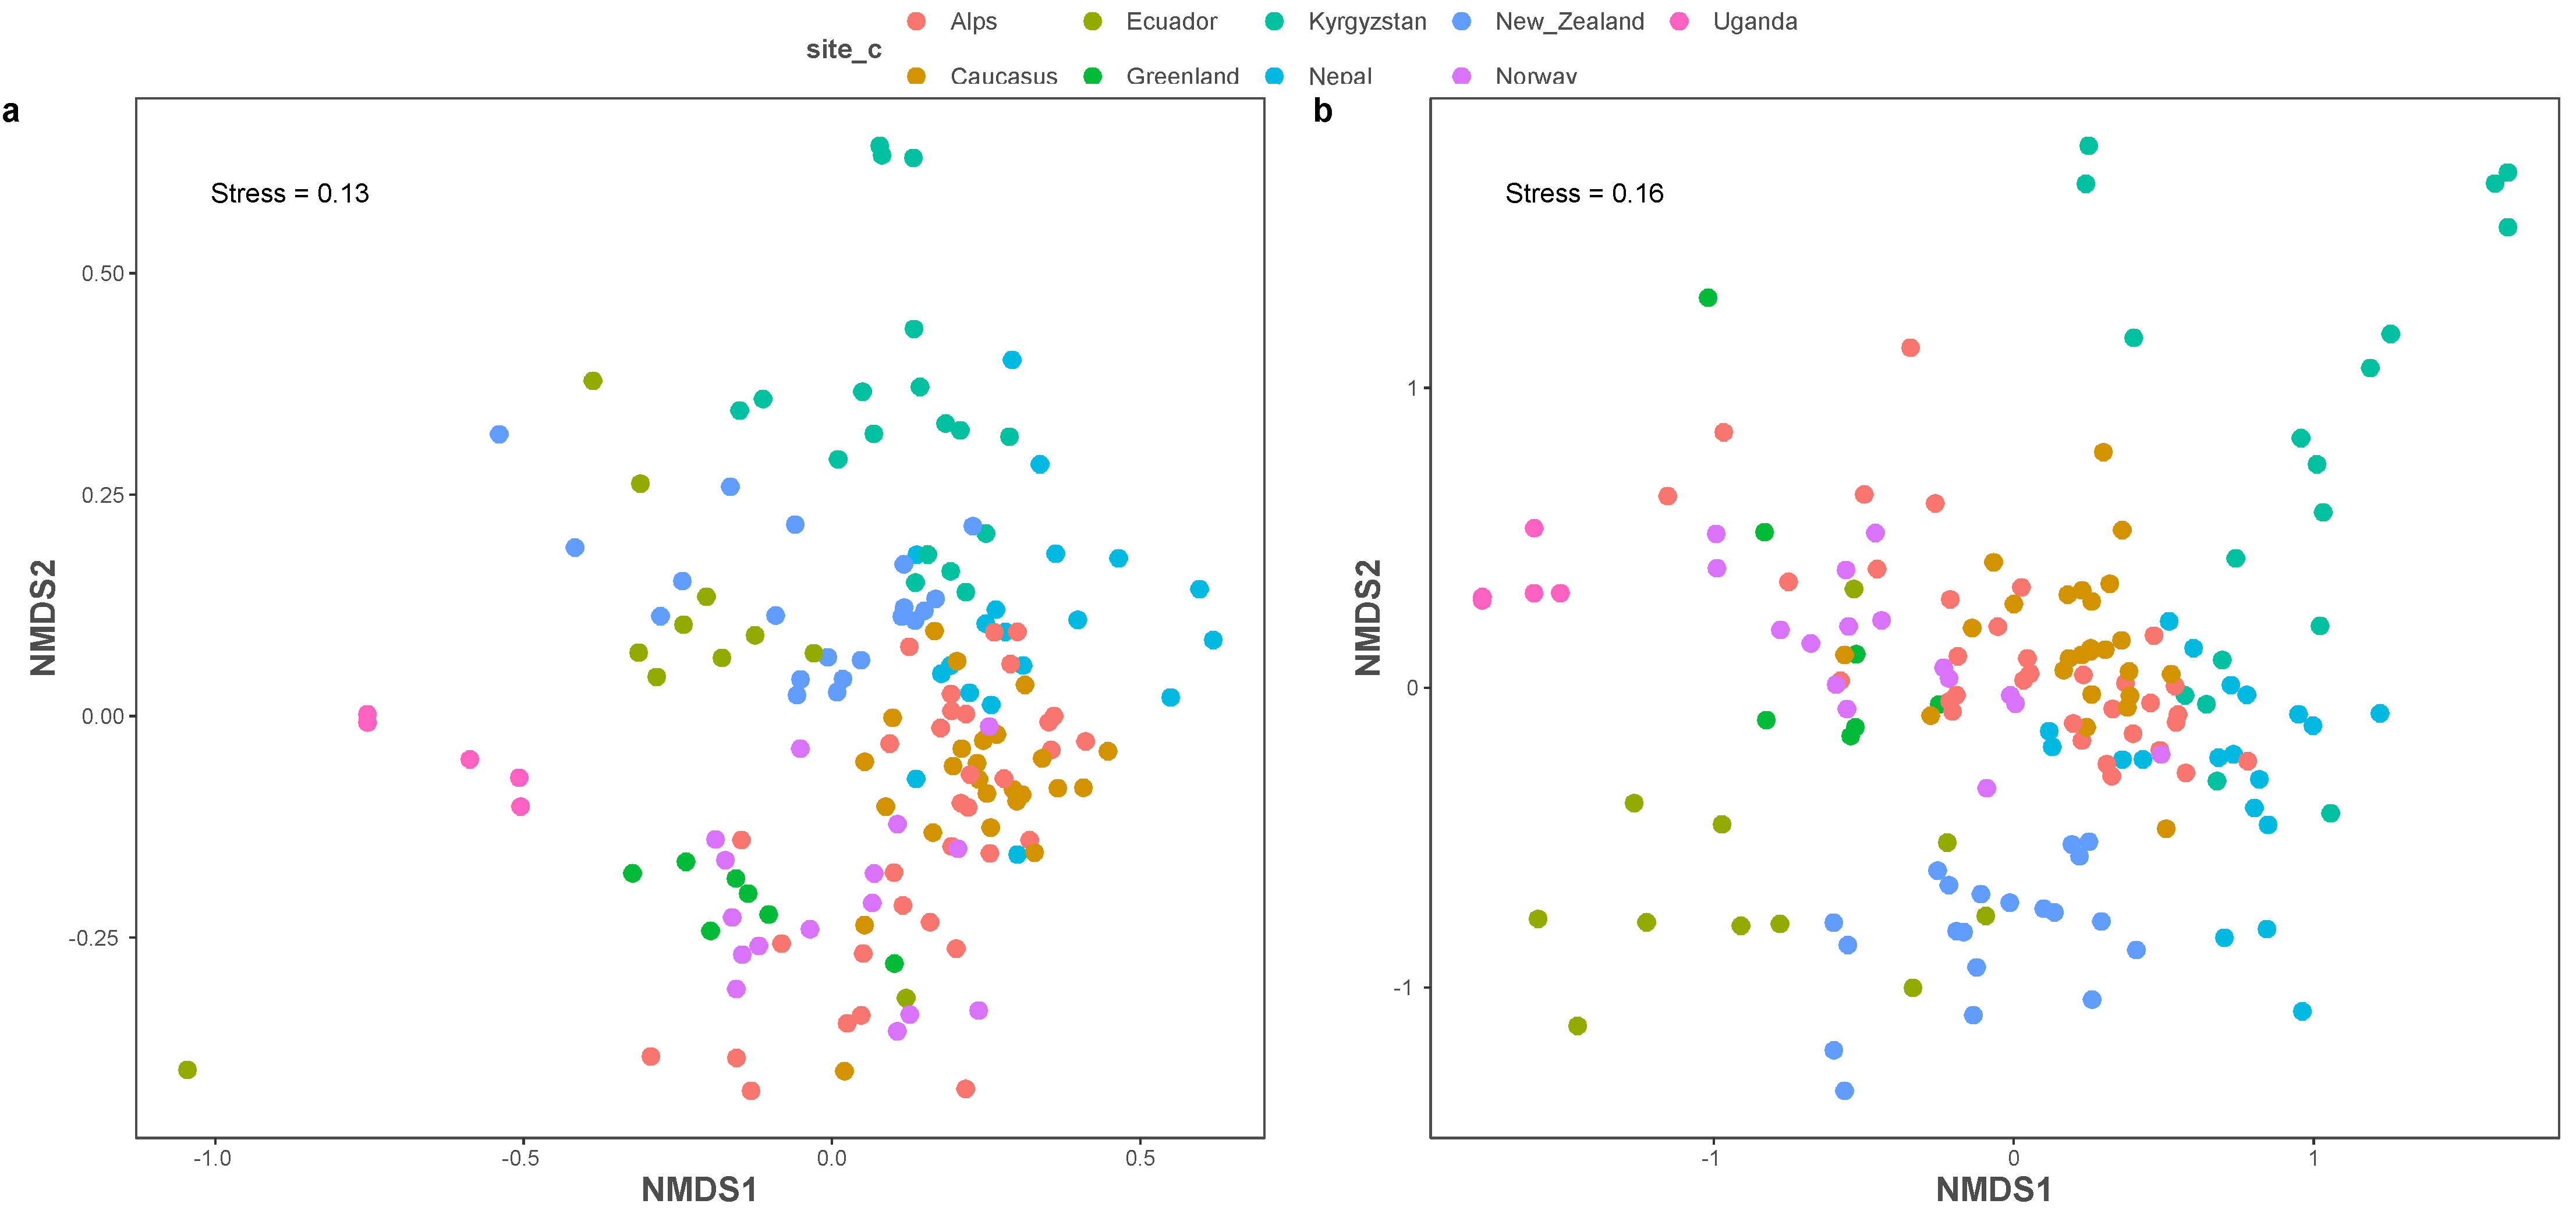 Alps Ecuador Kyrgyzstan New_Zealand Uganda
site_c
Caucasus Greenland Nepal Norway
a
b
Stress = 0.13
Stress = 0.16
0.50
0.25
0.00
-0.25
NMDS2
-1.0 -0.5 0.0 0.5
NMDS1
1
0
-1
NMDS2
-1 0 1
NMDS1